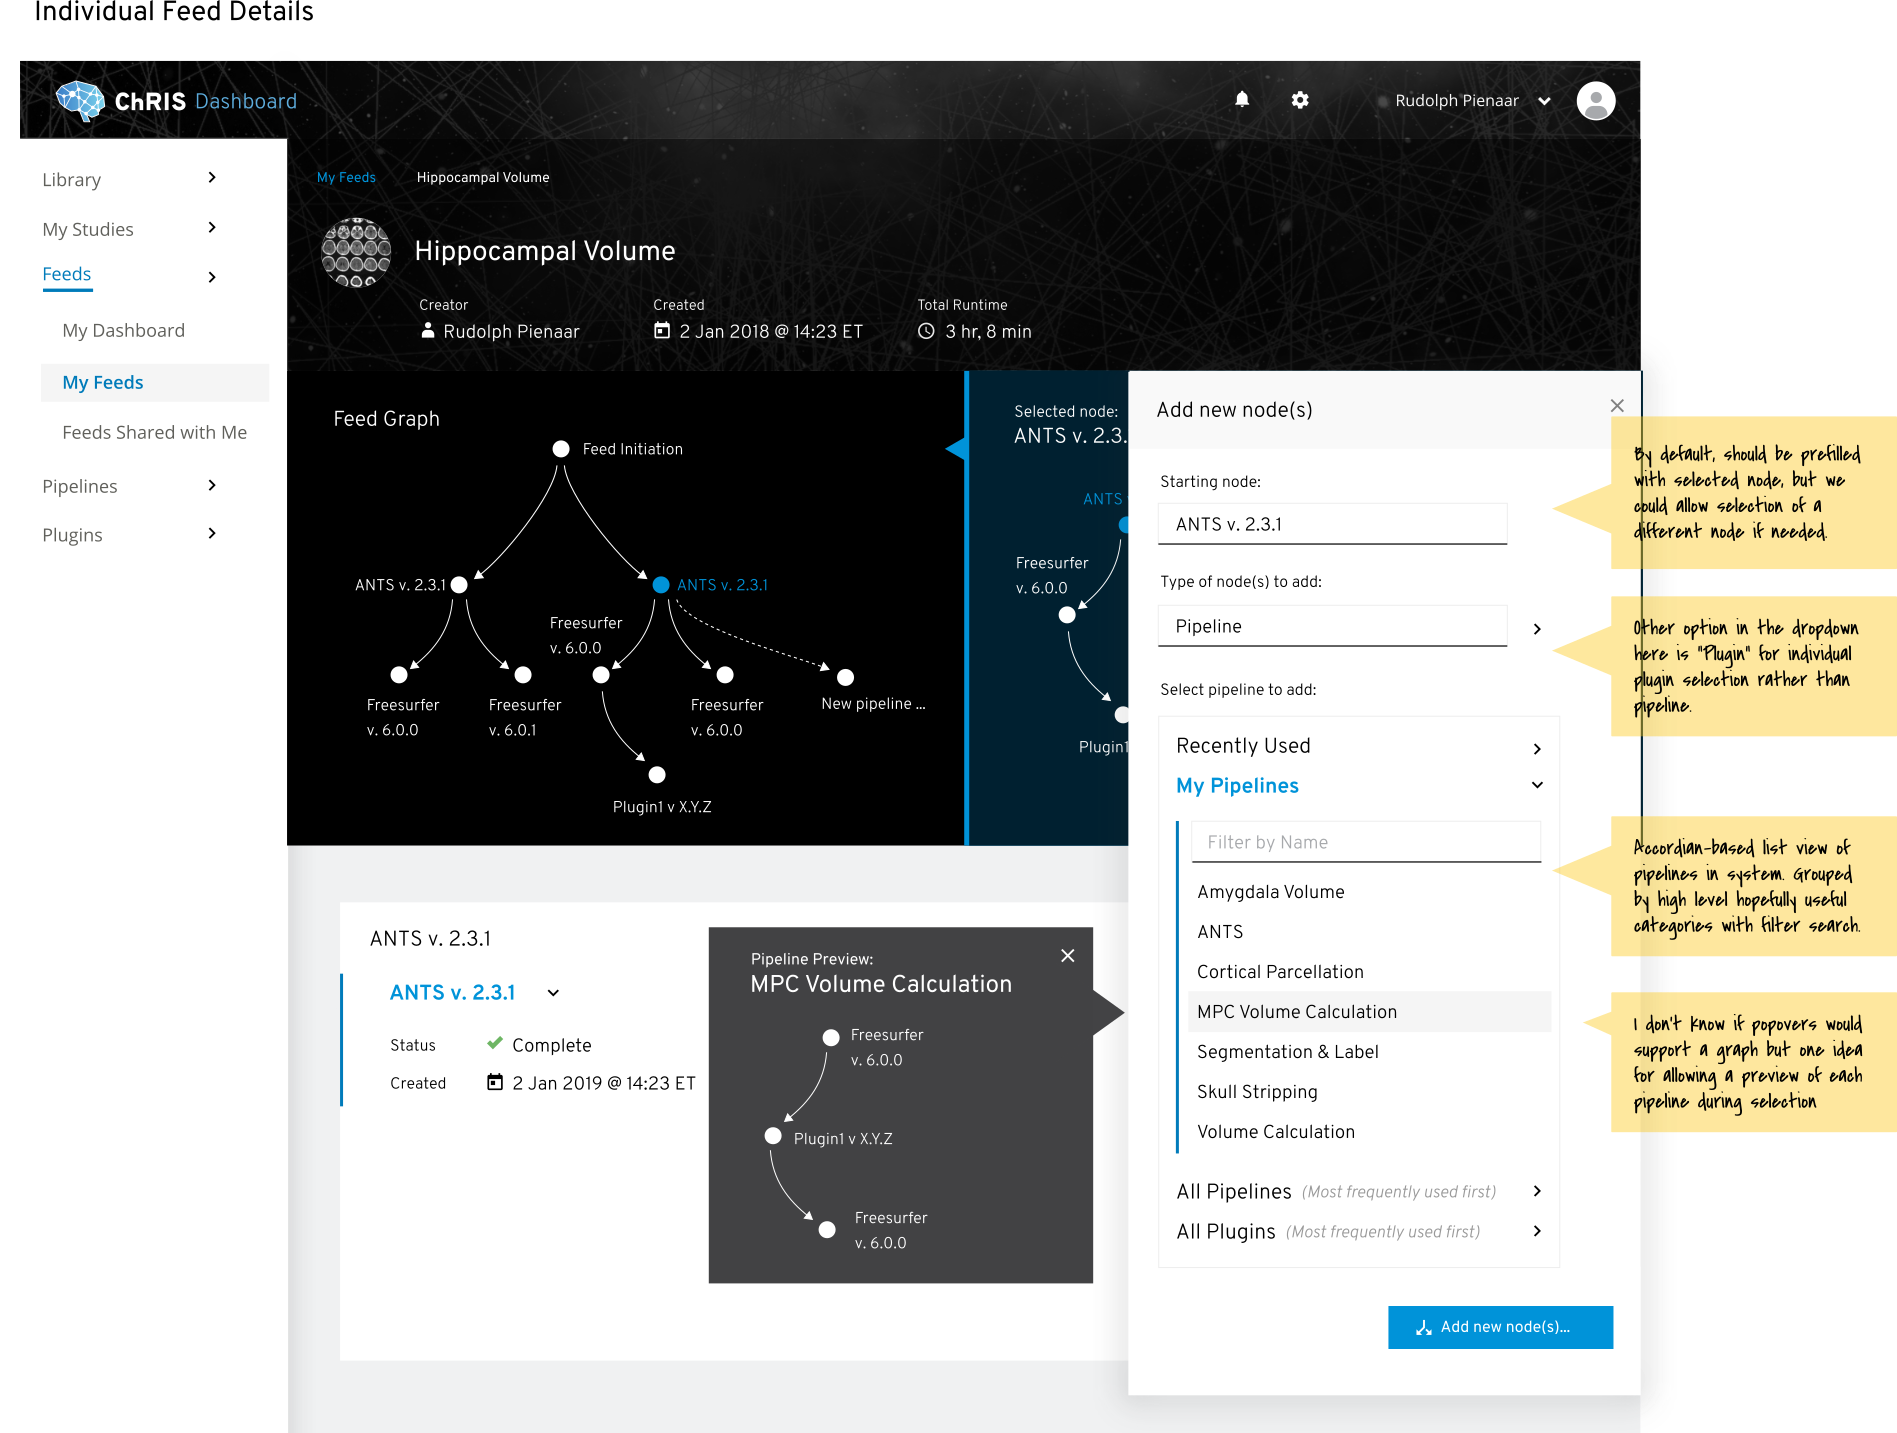 Individual Feed Details
ChRIS Dashboard
Rudolph Pienaar
Library
My Studies
Feeds
My Dashboard
My Feeds
Feeds Shared with Me
Pipelines
Plugins
My Feeds
Hippocampal Volume
Hippocampal Volume
Creator
Rudolph Pienaar
Created
2 Jan 2018 @ 14:23 ET
Total Runtime
3 hr, 8 min
Feed Graph
Feed Initiation
ANTS v. 2.3.1
ANTS v. 2.3.1
Freesurfer
v. 6.0.0
Freesurfer
v. 6.0.0
Freesurfer
v. 6.0.1
Freesurfer
v. 6.0.0
New pipeline ...
Plugin1 v X.Y.Z
Selected node:
ANTS v. 2.3.
ANTS
Freesurfer
v. 6.0.0
Plugin1
ANTS v. 2.3.1
ANTS v. 2.3.1
Status
Complete
Created
2 Jan 2019 @ 14:23 ET
Pipeline Preview:
MPC Volume Calculation
Freesurfer
v. 6.0.0
Plugin1 v X.Y.Z
Freesurfer
v. 6.0.0
Add new node(s)
Starting node:
ANTS v. 2.3.1
Type of node(s) to add:
Pipeline
Select pipeline to add:
Recently Used
My Pipelines
Filter by Name
Amygdala Volume
ANTS
Cortical Parcellation
MPC Volume Calculation
Segmentation & Label
Skull Stripping
Volume Calculation
All Pipelines (Most frequently used first)
All Plugins (Most frequently used first)
Add new node(s)...
By default, should be prefilled
with selected node, but we
could allow selection of a
different node if needed.
Other option in the dropdown
here is "Plugin" for individual
plugin selection rather than
pipeline.
Accordian-based list view of
pipelines in system. Grouped
by high level hopefully useful
categories with filter search.
I don't know if popovers would
support a graph but one idea
for allowing a preview of each
pipeline during selection